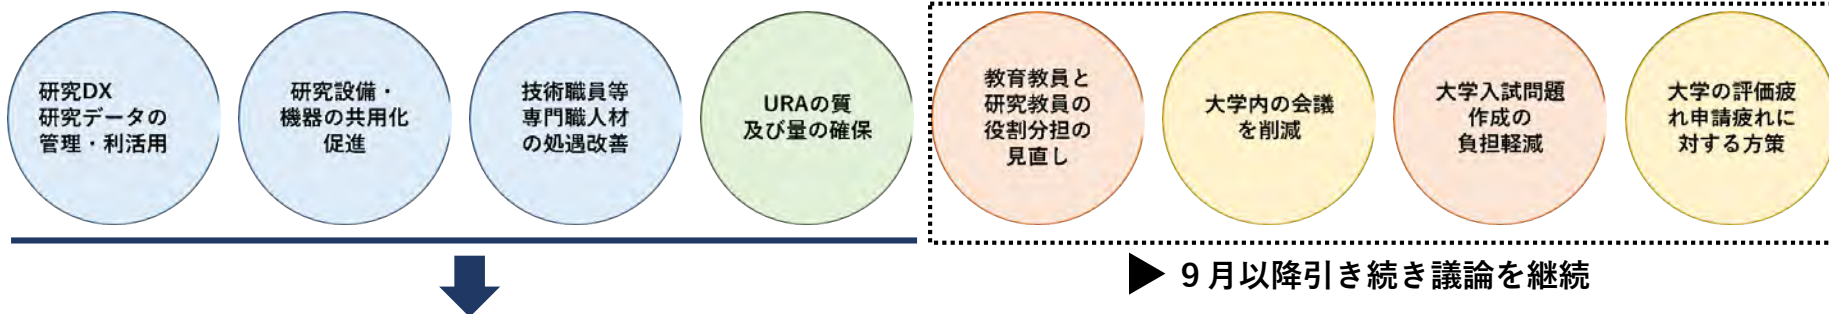 研究DX
研究データの
管理・利活用
研究設備・
機器の共用化
促進
技術職員等
専門職人材
の処遇改善
URAの質
及び量の確保
教育教員と
研究教員の
役割分担の
見直し
大学内の会議
を削減
大学入試問題
作成の
負担軽減
大学の評価疲
れ申請疲れに
対する方策
▶ 9月以降引き続き議論を継続